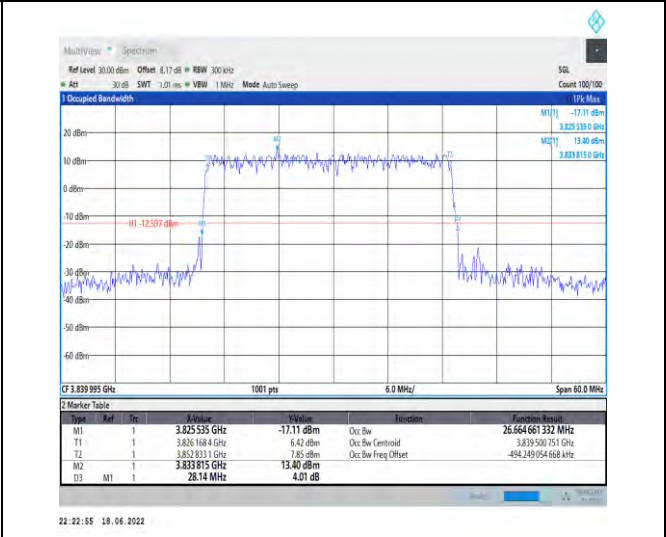 MultiView Spectrum
Ref Level 30.00 dBm Offset 8.17 dB RBW 300 kHz SGL
Att 30 dB SWT 1.01 ms VBW 1 MHz Mode Auto Sweep Count 100/100
1 Occupied Bandwidth 1Pk Max
M1[1] -17.11 dBm
3.825 535 0 GHz
20 dBm M2 M2[1] 13.40 dBm
3.833 815 0 GHz
10 dBm T2
0 dBm
-10 dBm
H1 -12.597 dBm M1
-20 dBm
-30 dBm
-40 dBm
-50 dBm
-60 dBm
CF 3.839 995 GHz 1001 pts 6.0 MHz/ Span 60.0 MHz
2 Marker Table
Type Ref Trc X-Value Y-Value Function Function Result
M1 1 3.825 535 GHz -17.11 dBm Occ Bw 26.664 661 332 MHz
T1 1 3.826 168 4 GHz 6.42 dBm Occ Bw Centroid 3.839 500 751 GHz
T2 1 3.852 833 1 GHz 7.85 dBm Occ Bw Freq Offset -494.249 054 668 kHz
M2 1 3.833 815 GHz 13.40 dBm
D3 M1 1 28.14 MHz 4.01 dB
22:22:55 18.06.2022